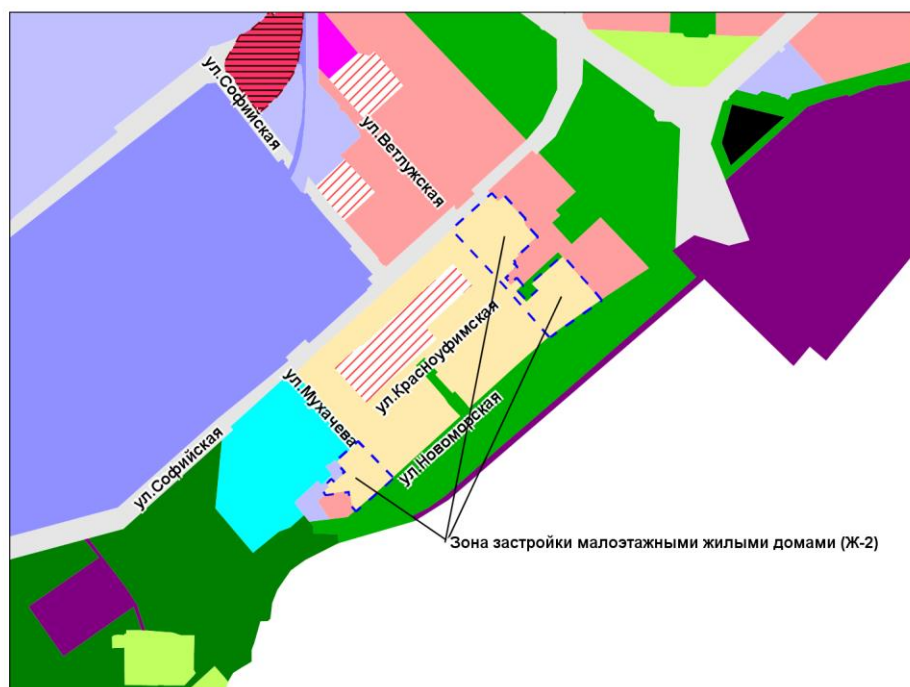 ул.Софийская
ул.Ветлужская
ул.Красноуфимская
ул.Мухачева
ул.Новоморская
ул.Софийская
Зона застройки малоэтажными жилыми домами (Ж-2)